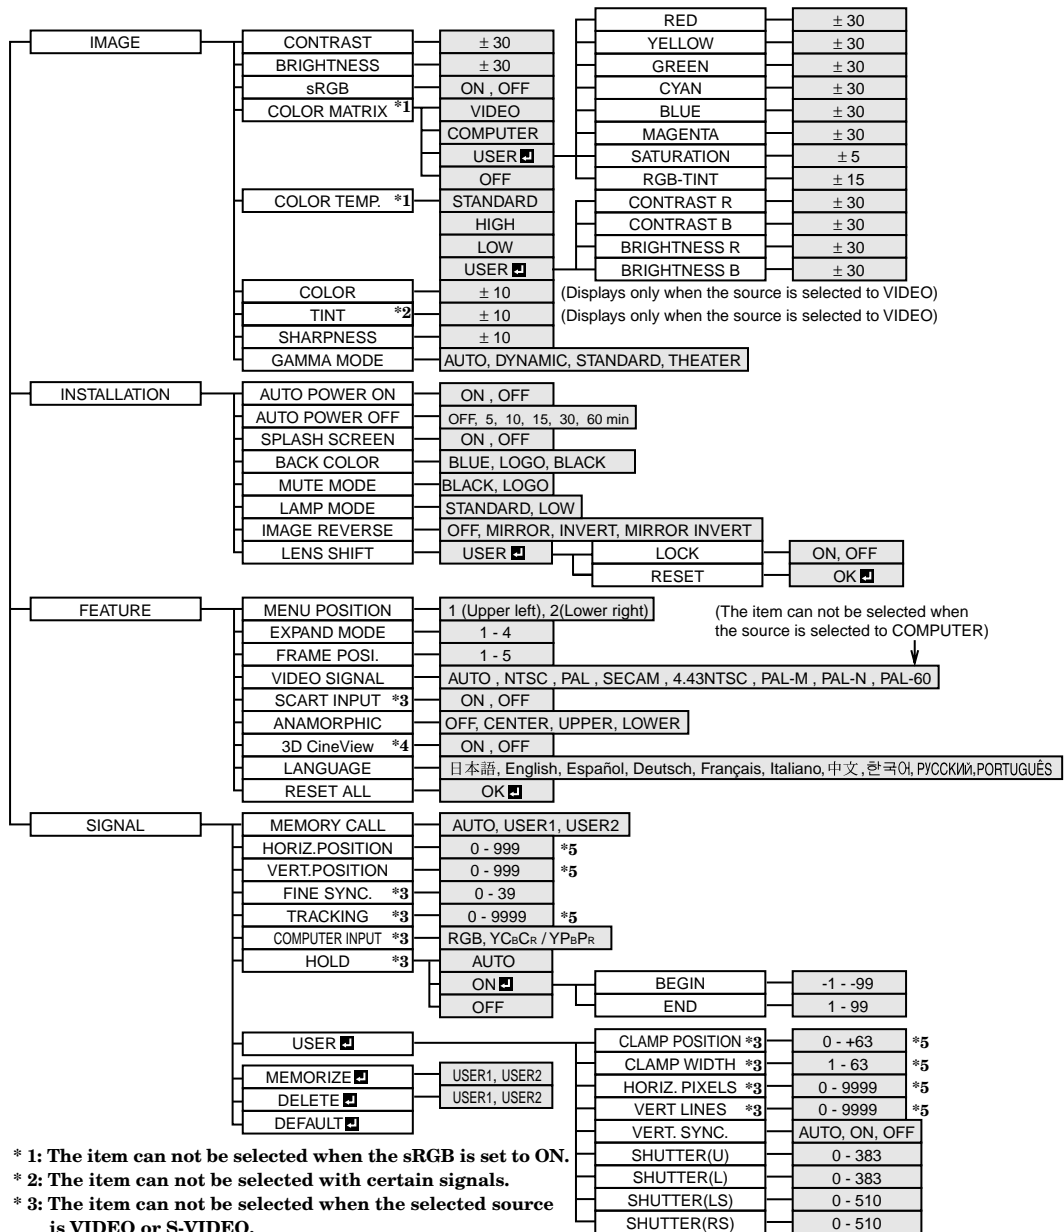 RED ± 30
IMAGE CONTRAST ± 30 YELLOW ± 30
BRIGHTNESS ± 30 GREEN ± 30
sRGB ON , OFF CYAN ± 30
COLOR MATRIX *1 VIDEO BLUE ± 30
COMPUTER MAGENTA ± 30
USER SATURATION ± 5
OFF RGB-TINT ± 15
COLOR TEMP. *1 STANDARD CONTRAST R ± 30
HIGH CONTRAST B ± 30
LOW BRIGHTNESS R ± 30
USER BRIGHTNESS B ± 30
COLOR ± 10 (Displays only when the source is selected to VIDEO)
TINT *2 ± 10 (Displays only when the source is selected to VIDEO)
SHARPNESS ± 10
GAMMA MODE AUTO, DYNAMIC, STANDARD, THEATER
INSTALLATION AUTO POWER ON ON , OFF
AUTO POWER OFF OFF, 5, 10, 15, 30, 60 min
SPLASH SCREEN ON , OFF
BACK COLOR BLUE, LOGO, BLACK
MUTE MODE BLACK, LOGO
LAMP MODE STANDARD, LOW
IMAGE REVERSE OFF, MIRROR, INVERT, MIRROR INVERT
LENS SHIFT USER LOCK ON, OFF
RESET OK
FEATURE MENU POSITION 1 (Upper left), 2(Lower right) (The item can not be selected when
EXPAND MODE 1 - 4 the source is selected to COMPUTER)
FRAME POSI. 1 - 5
VIDEO SIGNAL AUTO , NTSC , PAL , SECAM , 4.43NTSC , PAL-M , PAL-N , PAL-60
SCART INPUT *3 ON , OFF
ANAMORPHIC OFF, CENTER, UPPER, LOWER
3D CineView *4 ON , OFF
LANGUAGE 日本語, English, Español, Deutsch, Français, Italiano, 中文, 한국어, РУССКИЙ, PORTUGUÊS
RESET ALL OK
SIGNAL MEMORY CALL AUTO, USER1, USER2
HORIZ.POSITION 0 - 999 *5
VERT.POSITION 0 - 999 *5
FINE SYNC. *3 0 - 39
TRACKING *3 0 - 9999 *5
COMPUTER INPUT *3 RGB, YCBCR / YPBPR
HOLD *3 AUTO
ON BEGIN -1 - -99
OFF END 1 - 99
USER CLAMP POSITION *3 0 - +63 *5
CLAMP WIDTH *3 1 - 63 *5
MEMORIZE USER1, USER2 HORIZ. PIXELS *3 0 - 9999 *5
DELETE USER1, USER2 VERT LINES *3 0 - 9999 *5
DEFAULT VERT. SYNC. AUTO, ON, OFF
* 1: The item can not be selected when the sRGB is set to ON. SHUTTER(U) 0 - 383
* 2: The item can not be selected with certain signals. SHUTTER(L) 0 - 383
* 3: The item can not be selected when the selected source SHUTTER(LS) 0 - 510
is VIDEO or S-VIDEO. SHUTTER(RS) 0 - 510